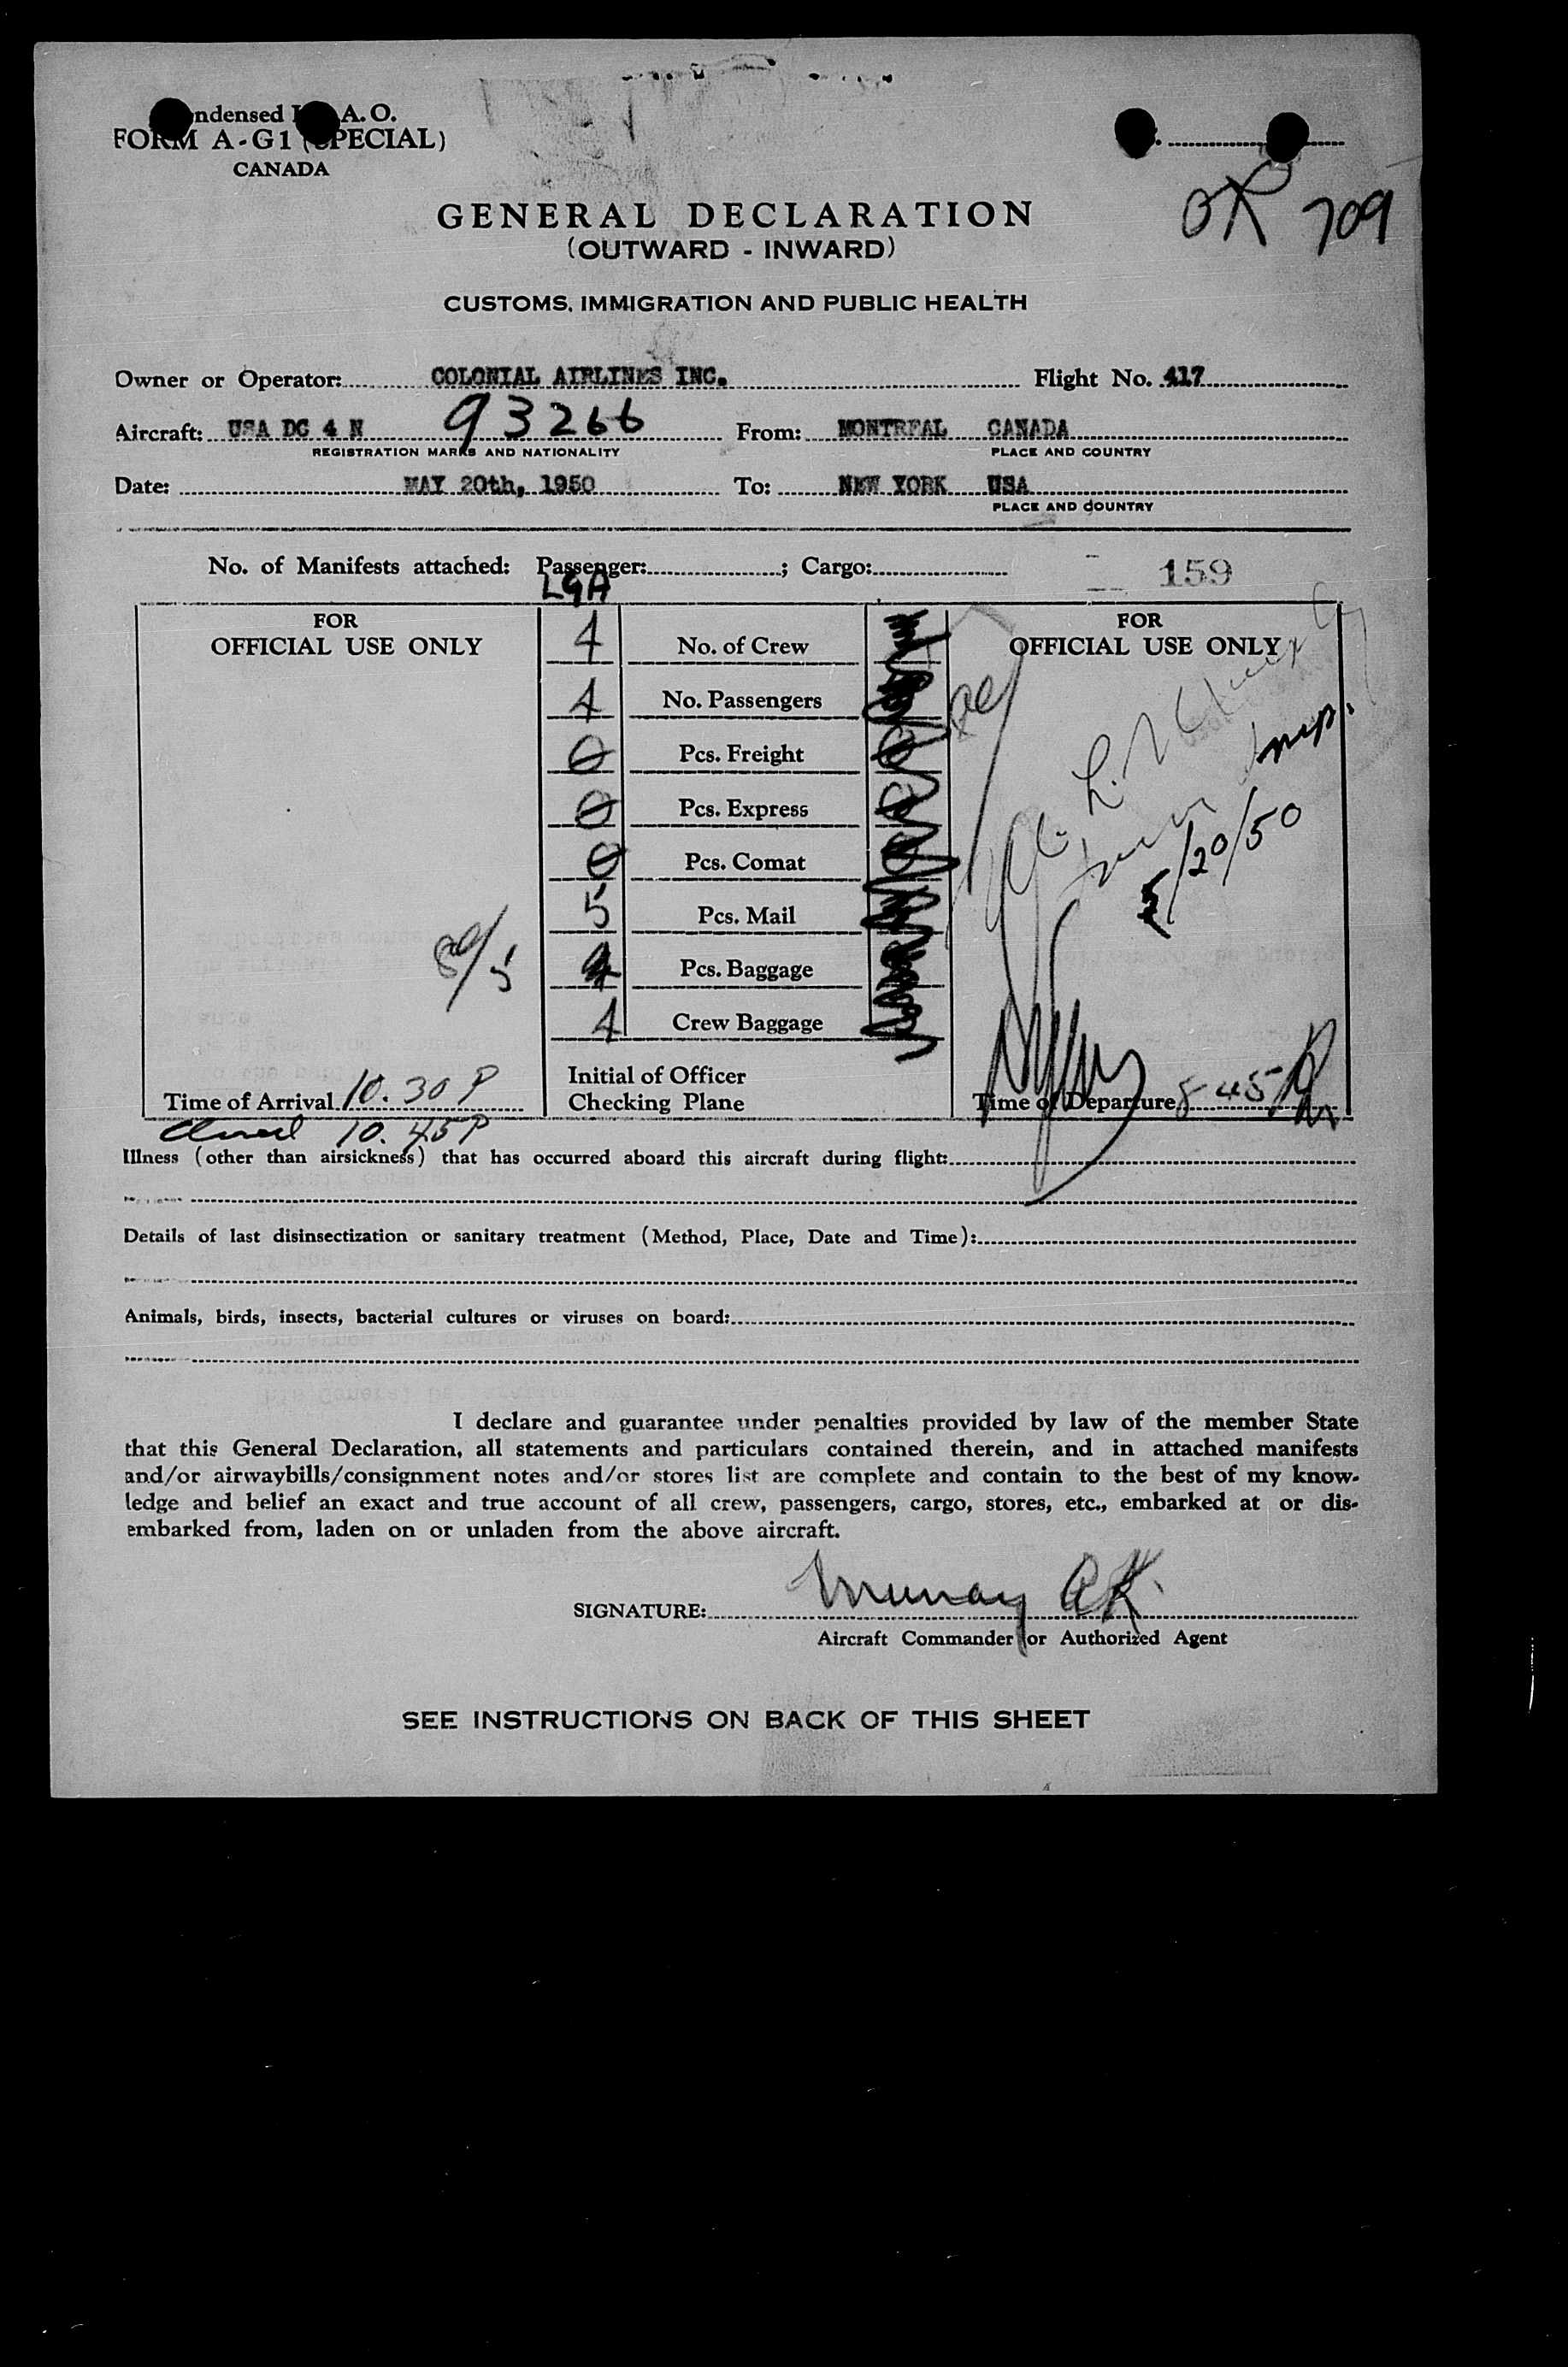 ndensed A. O.
FORM A-G1 (SPECIAL)
CANADA
OK 709
GENERAL DECLARATION
(OUTWARD - INWARD)
CUSTOMS, IMMIGRATION AND PUBLIC HEALTH
Owner or Operator: COLONIAL AIRLINES INC. Flight No. 417
Aircraft: USA DC 4 N 93266 From: MONTREAL CANADA
REGISTRATION MARKS AND NATIONALITY PLACE AND COUNTRY
Date: MAY 20th, 1950 To: NEW YORK USA
PLACE AND COUNTRY
No. of Manifests attached: Passenger: ; Cargo: 159
LGA
FOR FOR
OFFICIAL USE ONLY 4 No. of Crew OFFICIAL USE ONLY
4 No. Passengers
0 Pcs. Freight 0
0 Pcs. Express 0
0 Pcs. Comat 0
5/20/50
5 Pcs. Mail
4 Pcs. Baggage
4 Crew Baggage
Initial of Officer
Time of Arrival 10.30 P Checking Plane Time of Departure 8 45
10.45P
Illness (other than airsickness) that has occurred aboard this aircraft during flight:
Details of last disinsectization or sanitary treatment (Method, Place, Date and Time):
Animals, birds, insects, bacterial cultures or viruses on board:
I declare and guarantee under penalties provided by law of the member State
that this General Declaration, all statements and particulars contained therein, and in attached manifests
and/or airwaybills/consignment notes and/or stores list are complete and contain to the best of my know-
ledge and belief an exact and true account of all crew, passengers, cargo, stores, etc., embarked at or dis-
embarked from, laden on or unladen from the above aircraft.
SIGNATURE: Murray AK
Aircraft Commander or Authorized Agent
SEE INSTRUCTIONS ON BACK OF THIS SHEET